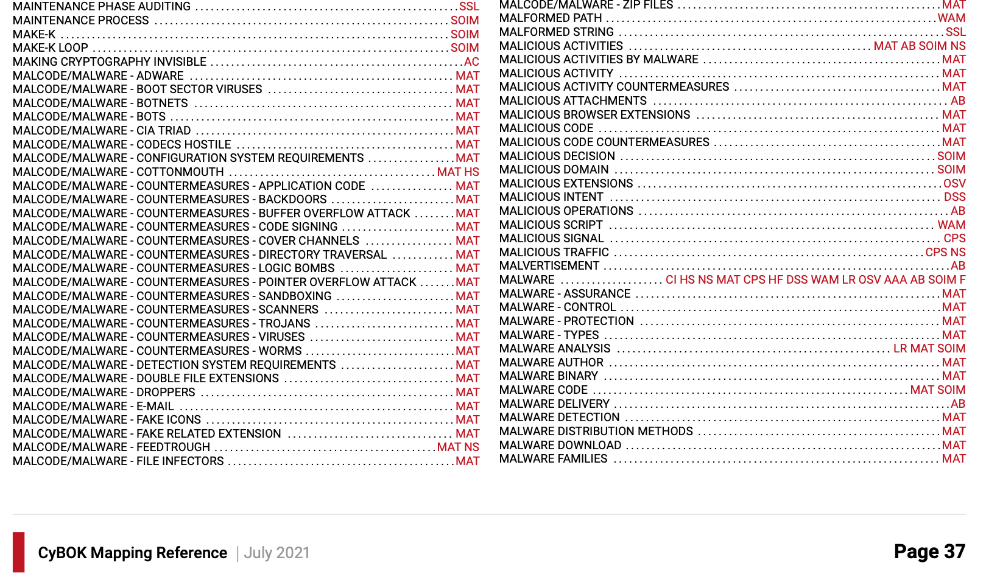 MAINTENANCE PHASE AUDITING ........ SSL
MAINTENANCE PROCESS ........ SOIM
MAKE-K ........ SOIM
MAKE-K LOOP ........ SOIM
MAKING CRYPTOGRAPHY INVISIBLE ........ AC
MALCODE/MALWARE - ADWARE ........ MAT
MALCODE/MALWARE - BOOT SECTOR VIRUSES ........ MAT
MALCODE/MALWARE - BOTNETS ........ MAT
MALCODE/MALWARE - BOTS ........ MAT
MALCODE/MALWARE - CIA TRIAD ........ MAT
MALCODE/MALWARE - CODECS HOSTILE ........ MAT
MALCODE/MALWARE - CONFIGURATION SYSTEM REQUIREMENTS ........ MAT
MALCODE/MALWARE - COTTONMOUTH ........ MAT HS
MALCODE/MALWARE - COUNTERMEASURES - APPLICATION CODE ........ MAT
MALCODE/MALWARE - COUNTERMEASURES - BACKDOORS ........ MAT
MALCODE/MALWARE - COUNTERMEASURES - BUFFER OVERFLOW ATTACK ........ MAT
MALCODE/MALWARE - COUNTERMEASURES - CODE SIGNING ........ MAT
MALCODE/MALWARE - COUNTERMEASURES - COVER CHANNELS ........ MAT
MALCODE/MALWARE - COUNTERMEASURES - DIRECTORY TRAVERSAL ........ MAT
MALCODE/MALWARE - COUNTERMEASURES - LOGIC BOMBS ........ MAT
MALCODE/MALWARE - COUNTERMEASURES - POINTER OVERFLOW ATTACK ........ MAT
MALCODE/MALWARE - COUNTERMEASURES - SANDBOXING ........ MAT
MALCODE/MALWARE - COUNTERMEASURES - SCANNERS ........ MAT
MALCODE/MALWARE - COUNTERMEASURES - TROJANS ........ MAT
MALCODE/MALWARE - COUNTERMEASURES - VIRUSES ........ MAT
MALCODE/MALWARE - COUNTERMEASURES - WORMS ........ MAT
MALCODE/MALWARE - DETECTION SYSTEM REQUIREMENTS ........ MAT
MALCODE/MALWARE - DOUBLE FILE EXTENSIONS ........ MAT
MALCODE/MALWARE - DROPPERS ........ MAT
MALCODE/MALWARE - E-MAIL ........ MAT
MALCODE/MALWARE - FAKE ICONS ........ MAT
MALCODE/MALWARE - FAKE RELATED EXTENSION ........ MAT
MALCODE/MALWARE - FEEDTROUGH ........ MAT NS
MALCODE/MALWARE - FILE INFECTORS ........ MAT
MALCODE/MALWARE - ZIP FILES ........ MAT
MALFORMED PATH ........ WAM
MALFORMED STRING ........ SSL
MALICIOUS ACTIVITIES ........ MAT AB SOIM NS
MALICIOUS ACTIVITIES BY MALWARE ........ MAT
MALICIOUS ACTIVITY ........ MAT
MALICIOUS ACTIVITY COUNTERMEASURES ........ MAT
MALICIOUS ATTACHMENTS ........ AB
MALICIOUS BROWSER EXTENSIONS ........ MAT
MALICIOUS CODE ........ MAT
MALICIOUS CODE COUNTERMEASURES ........ MAT
MALICIOUS DECISION ........ SOIM
MALICIOUS DOMAIN ........ SOIM
MALICIOUS EXTENSIONS ........ OSV
MALICIOUS INTENT ........ DSS
MALICIOUS OPERATIONS ........ AB
MALICIOUS SCRIPT ........ WAM
MALICIOUS SIGNAL ........ CPS
MALICIOUS TRAFFIC ........ CPS NS
MALVERTISEMENT ........ AB
MALWARE ........ CI HS NS MAT CPS HF DSS WAM LR OSV AAA AB SOIM F
MALWARE - ASSURANCE ........ MAT
MALWARE - CONTROL ........ MAT
MALWARE - PROTECTION ........ MAT
MALWARE - TYPES ........ MAT
MALWARE ANALYSIS ........ LR MAT SOIM
MALWARE AUTHOR ........ MAT
MALWARE BINARY ........ MAT
MALWARE CODE ........ MAT SOIM
MALWARE DELIVERY ........ AB
MALWARE DETECTION ........ MAT
MALWARE DISTRIBUTION METHODS ........ MAT
MALWARE DOWNLOAD ........ MAT
MALWARE FAMILIES ........ MAT
CyBOK Mapping Reference | July 2021
Page 37